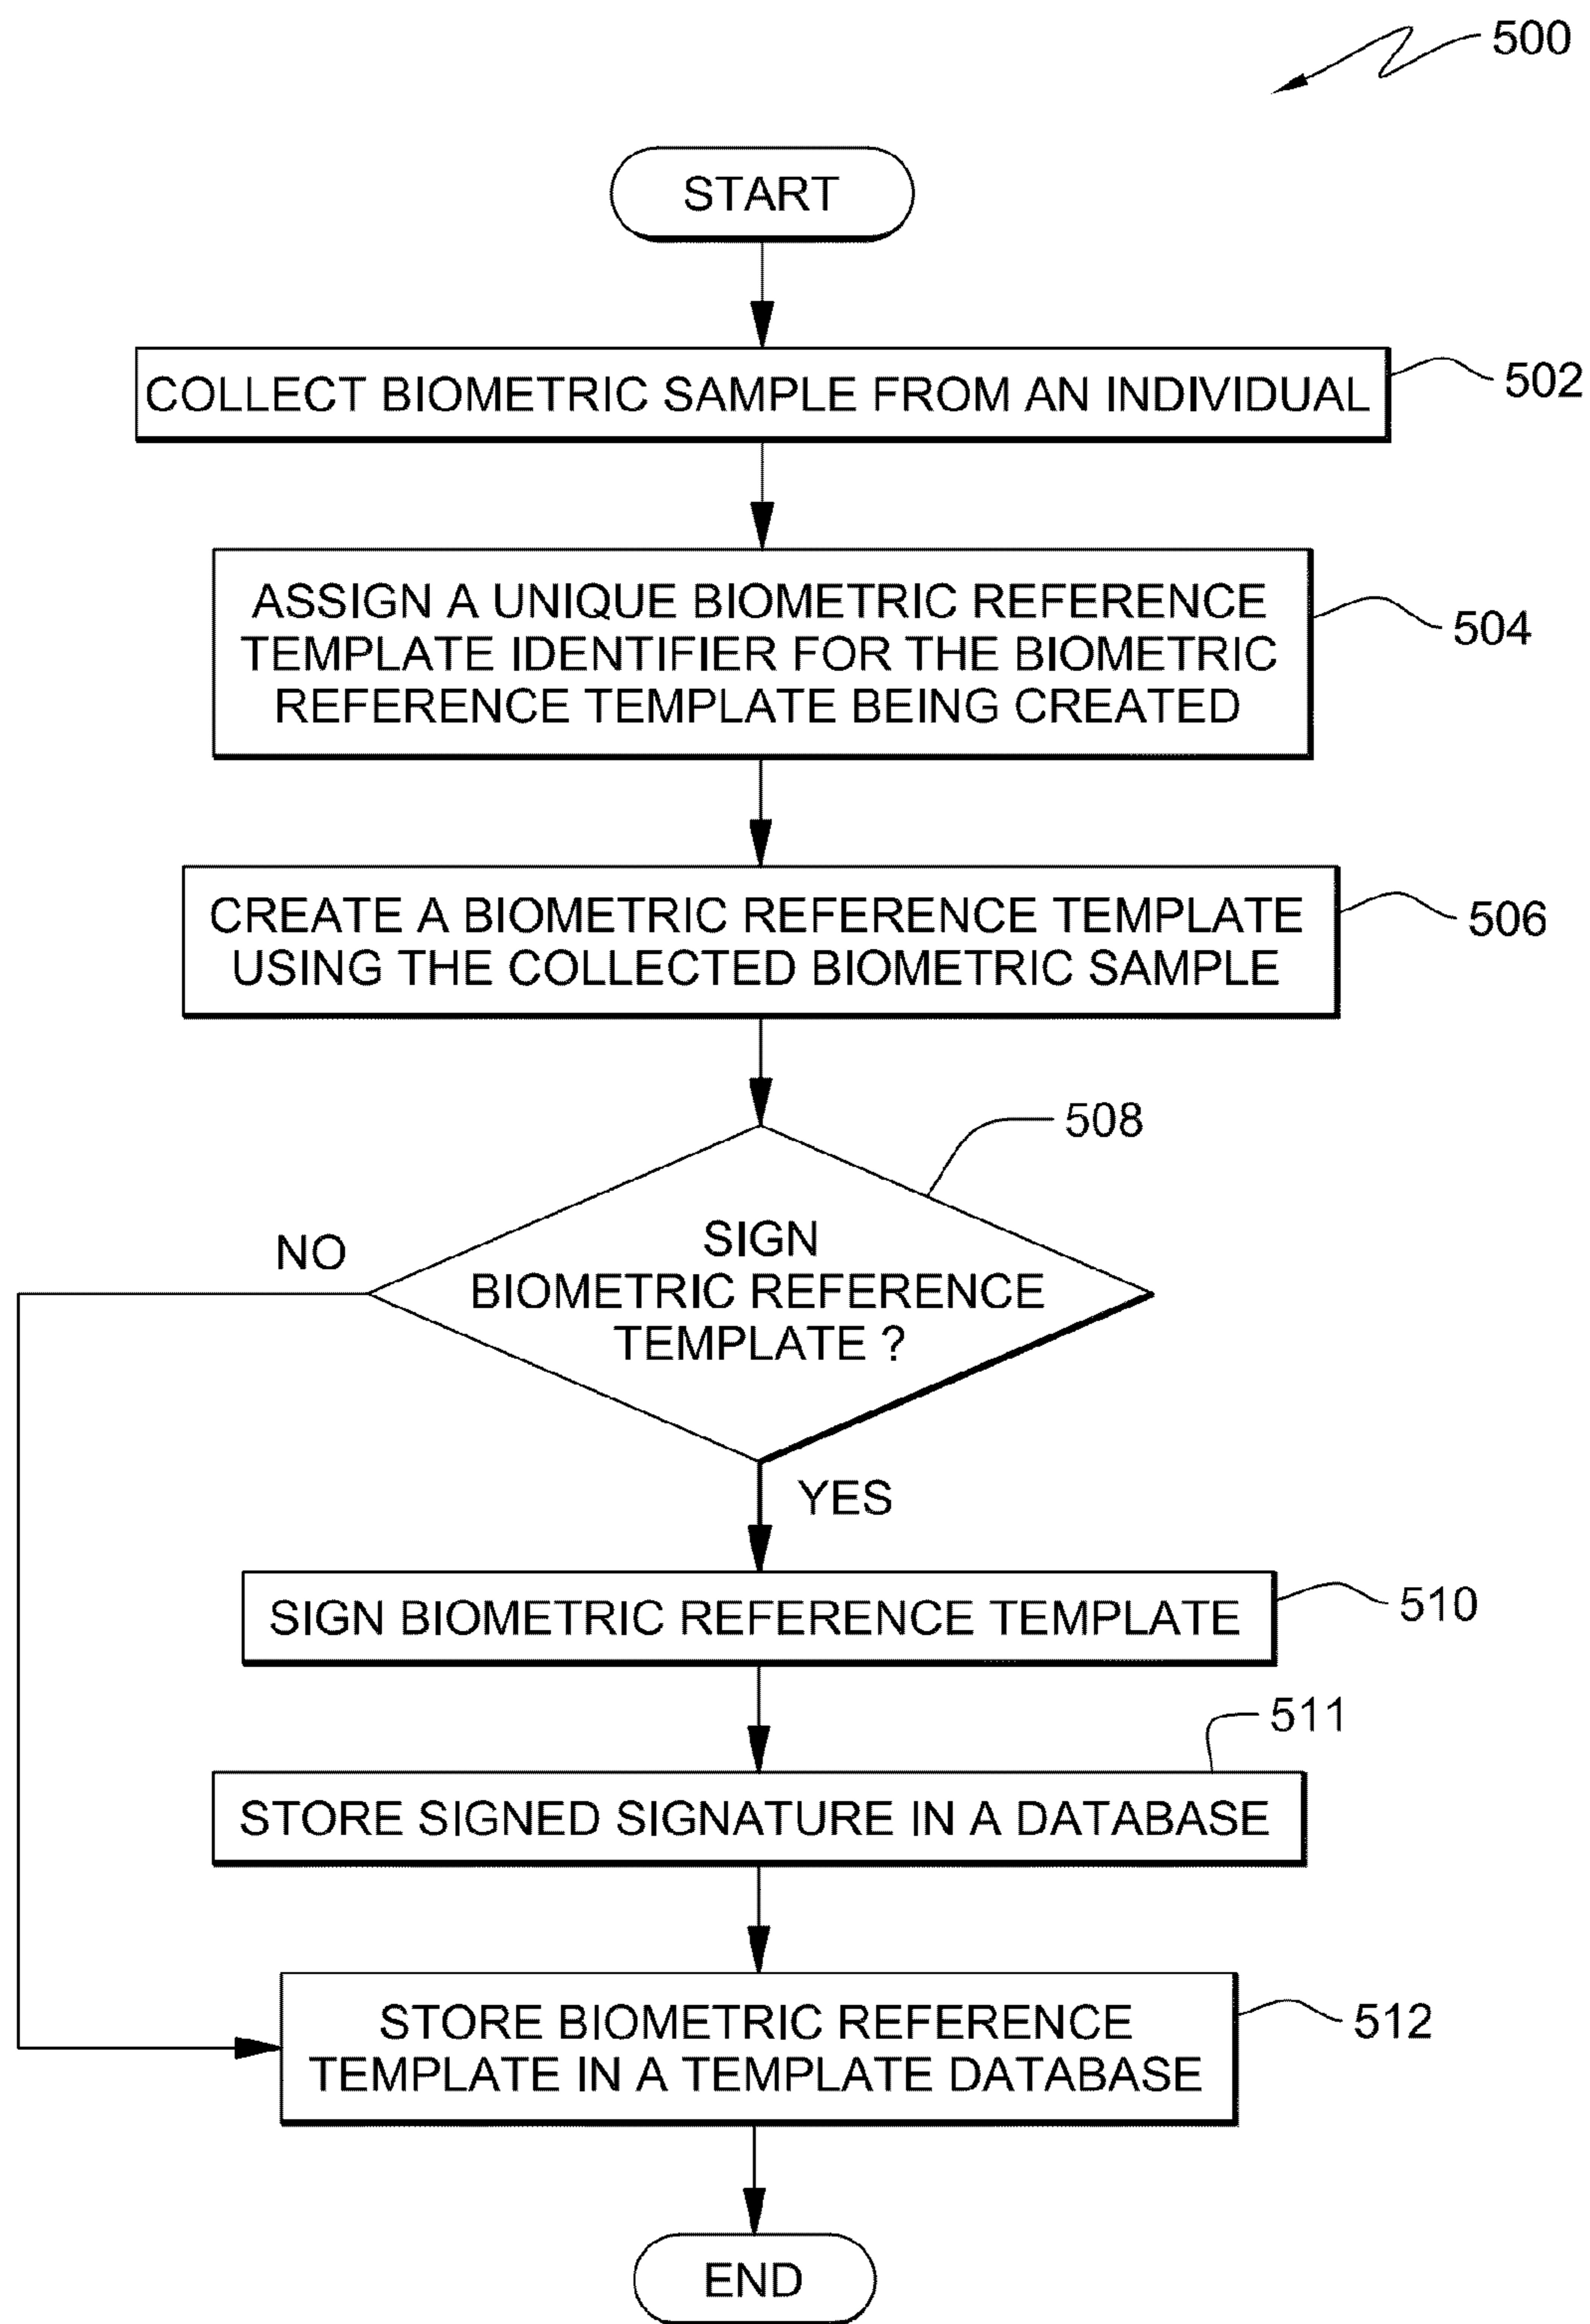 500
START
COLLECT BIOMETRIC SAMPLE FROM AN INDIVIDUAL
502
ASSIGN A UNIQUE BIOMETRIC REFERENCE
TEMPLATE IDENTIFIER FOR THE BIOMETRIC
REFERENCE TEMPLATE BEING CREATED
504
CREATE A BIOMETRIC REFERENCE TEMPLATE
USING THE COLLECTED BIOMETRIC SAMPLE
506
508
SIGN
BIOMETRIC REFERENCE
TEMPLATE ?
NO
YES
SIGN BIOMETRIC REFERENCE TEMPLATE
510
511
STORE SIGNED SIGNATURE IN A DATABASE
STORE BIOMETRIC REFERENCE
TEMPLATE IN A TEMPLATE DATABASE
512
END